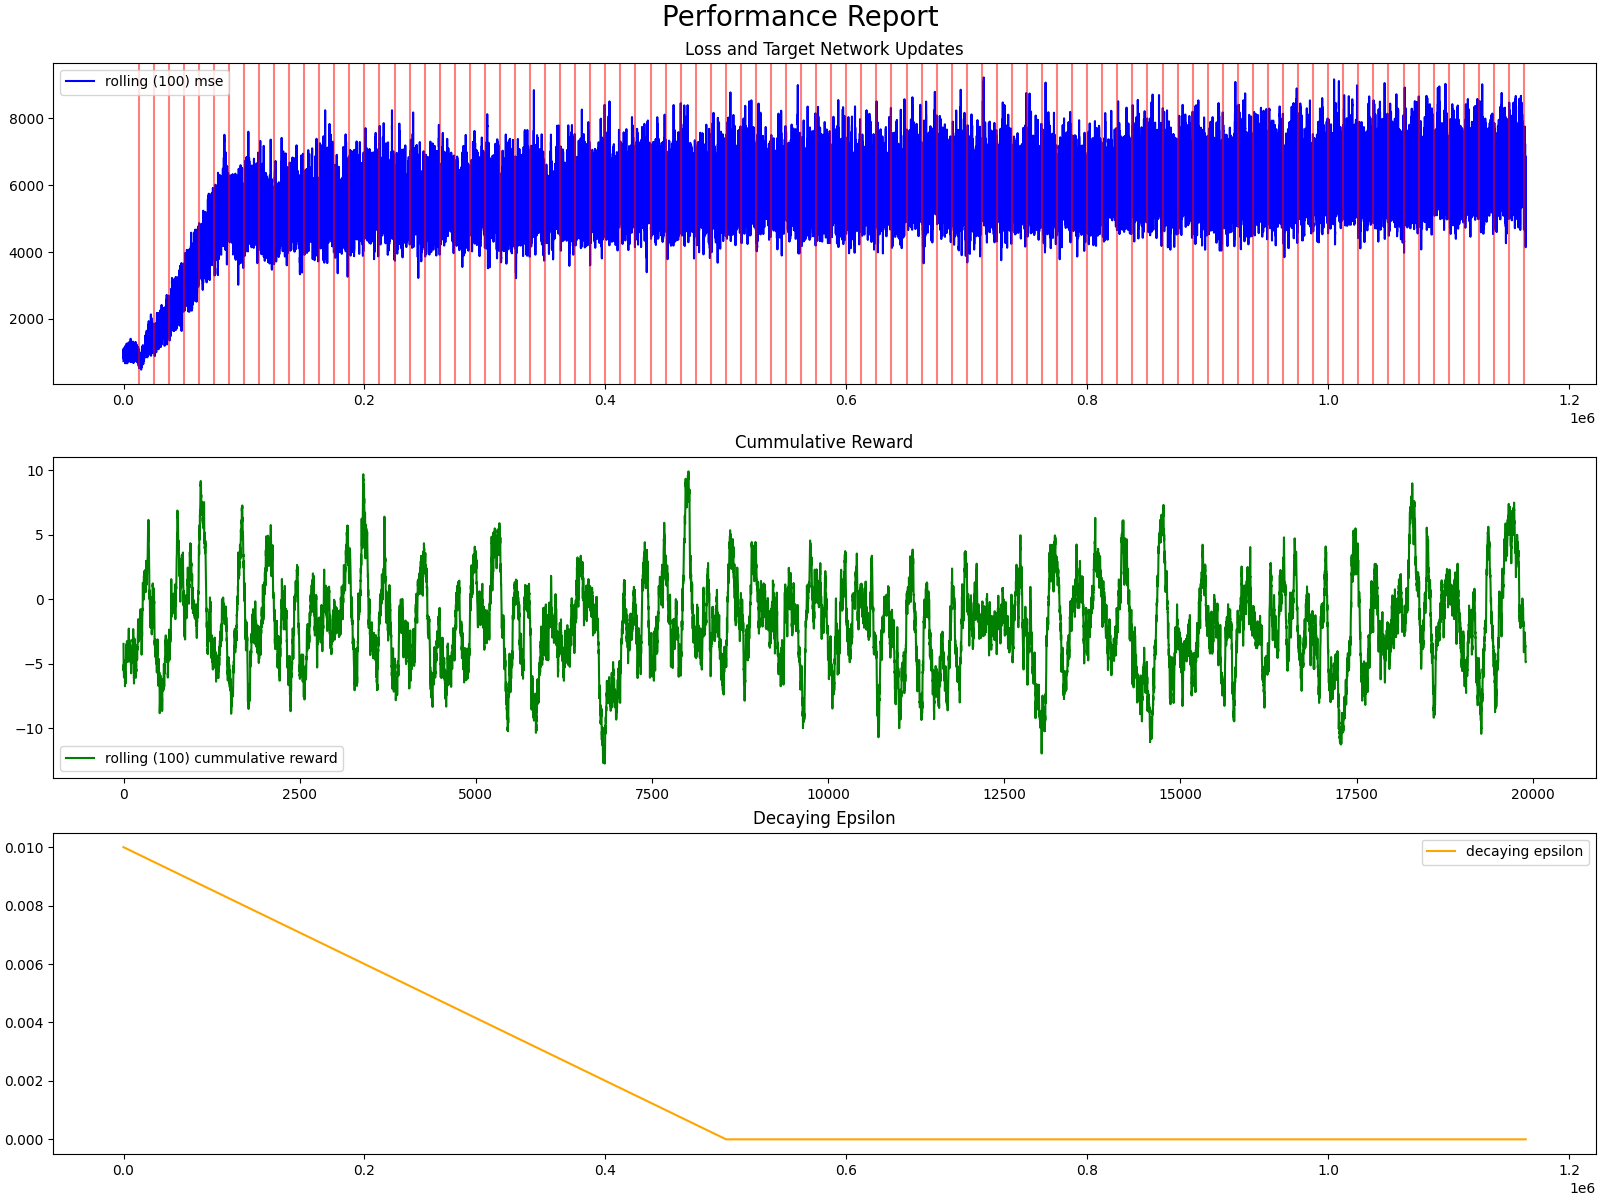 Performance Report
Loss and Target Network Updates
rolling (100) mse
8000
6000
4000
2000
0.0 0.2 0.4 0.6 0.8 1.0 1.2
1e6
Cummulative Reward
10
5
0
−5
−10
rolling (100) cummulative reward
0 2500 5000 7500 10000 12500 15000 17500 20000
Decaying Epsilon
decaying epsilon
0.010
0.008
0.006
0.004
0.002
0.000
0.0 0.2 0.4 0.6 0.8 1.0 1.2
1e6